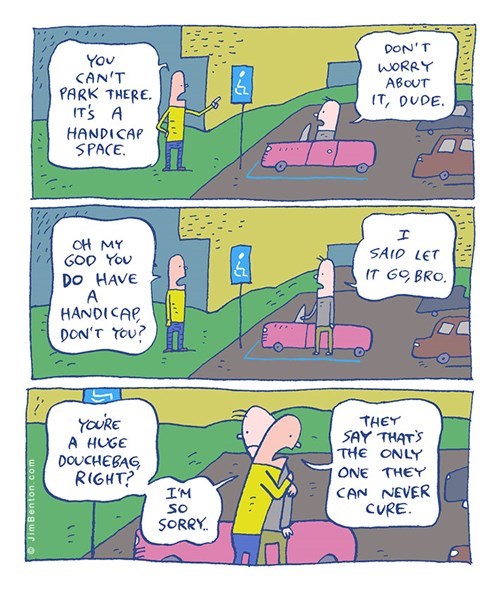 YOU
CAN'T
PARK THERE.
IT'S A
HANDICAP
SPACE.
DON'T
WORRY
ABOUT
IT, DUDE.
OH MY
GOD YOU
DO HAVE
A
HANDICAP,
DON'T YOU?
I
SAID LET
IT GO, BRO.
YOU'RE
A HUGE
DOUCHEBAG,
RIGHT?
I'M
SO
SORRY..
THEY
SAY THAT'S
THE ONLY
ONE THEY
CAN NEVER
CURE.
© JimBenton.com